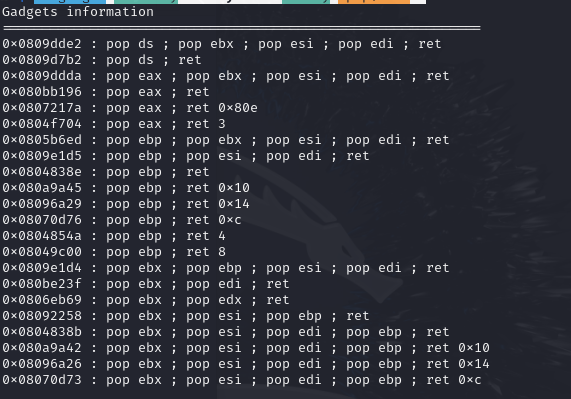 Gadgets information
============================================================
0x0809dde2 : pop ds ; pop ebx ; pop esi ; pop edi ; ret
0x0809d7b2 : pop ds ; ret
0x0809ddda : pop eax ; pop ebx ; pop esi ; pop edi ; ret
0x080bb196 : pop eax ; ret
0x0807217a : pop eax ; ret 0x80e
0x0804f704 : pop eax ; ret 3
0x0805b6ed : pop ebp ; pop ebx ; pop esi ; pop edi ; ret
0x0809e1d5 : pop ebp ; pop esi ; pop edi ; ret
0x0804838e : pop ebp ; ret
0x080a9a45 : pop ebp ; ret 0x10
0x08096a29 : pop ebp ; ret 0x14
0x08070d76 : pop ebp ; ret 0xc
0x0804854a : pop ebp ; ret 4
0x08049c00 : pop ebp ; ret 8
0x0809e1d4 : pop ebx ; pop ebp ; pop esi ; pop edi ; ret
0x080be23f : pop ebx ; pop edi ; ret
0x0806eb69 : pop ebx ; pop edx ; ret
0x08092258 : pop ebx ; pop esi ; pop ebp ; ret
0x0804838b : pop ebx ; pop esi ; pop edi ; pop ebp ; ret
0x080a9a42 : pop ebx ; pop esi ; pop edi ; pop ebp ; ret 0x10
0x08096a26 : pop ebx ; pop esi ; pop edi ; pop ebp ; ret 0x14
0x08070d73 : pop ebx ; pop esi ; pop edi ; pop ebp ; ret 0xc